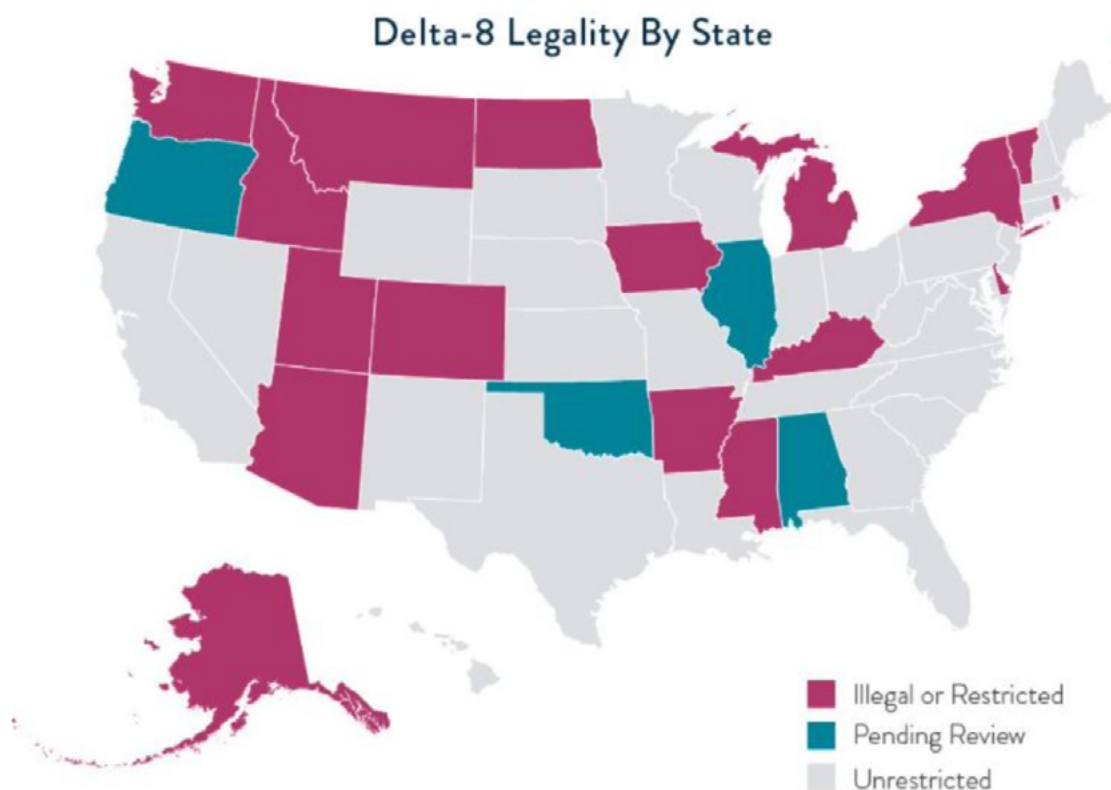 Delta-8 Legality By State
Illegal or Restricted
Pending Review
Unrestricted